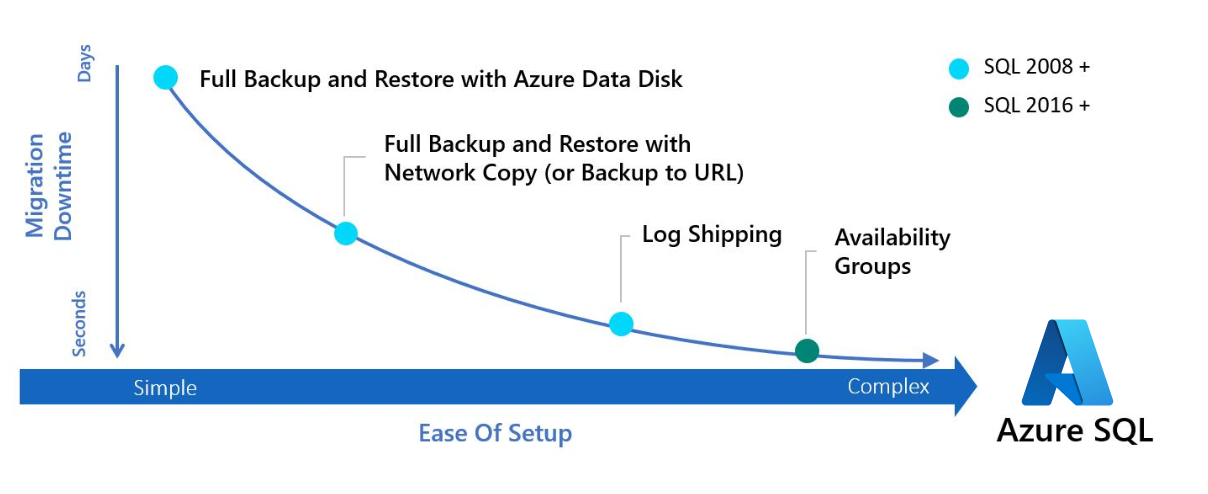 Days
Full Backup and Restore with Azure Data Disk
SQL 2008 +
SQL 2016 +
Full Backup and Restore with
Network Copy (or Backup to URL)
Migration
Downtime
Log Shipping
Availability
Groups
Seconds
Simple
Complex
Ease Of Setup
Azure SQL